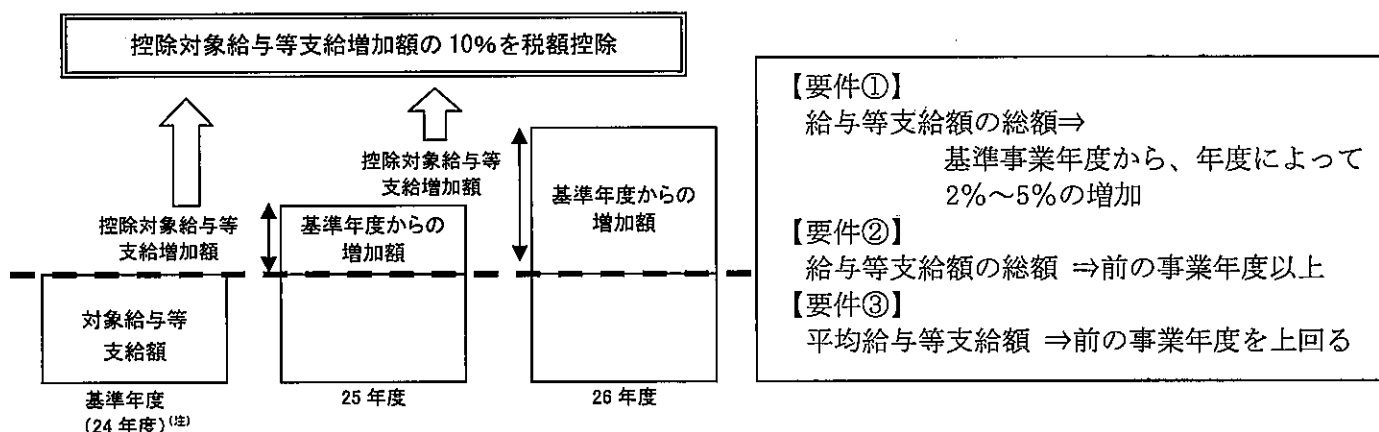 控除対象給与等支給増加額の10%を税額控除
控除対象給与等
支給増加額
基準年度からの
増加額
控除対象給与等
支給増加額
基準年度からの
増加額
対象給与等
支給額
基準年度
(24年度)(注)
25年度
26年度
【要件①】
給与等支給額の総額⇒
基準事業年度から、年度によって
2%~5%の増加
【要件②】
給与等支給額の総額 ⇒前の事業年度以上
【要件③】
平均給与等支給額 ⇒前の事業年度を上回る